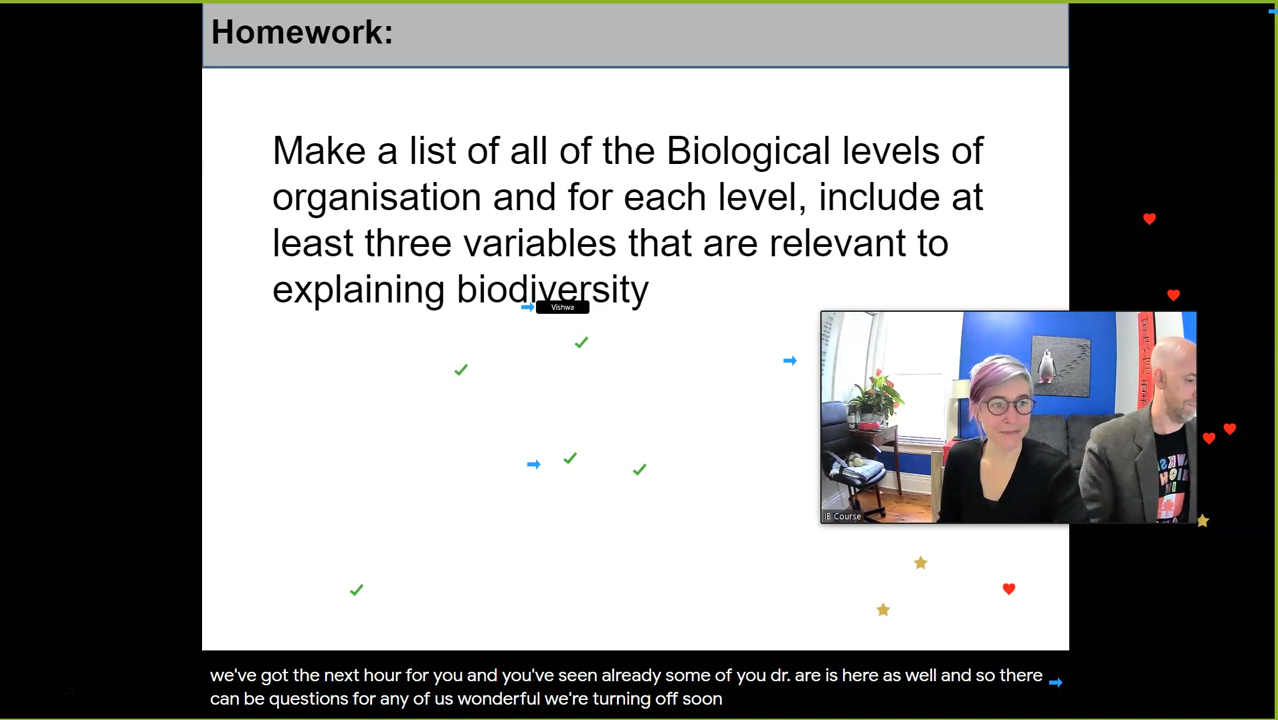 Homework:
Make a list of all of the Biological levels of
organisation and for each level, include at
least three variables that are relevant to
explaining biodiversity
Vishwa
IB Course
we've got the next hour for you and you've seen already some of you dr. are is here as well and so there
can be questions for any of us wonderful we're turning off soon